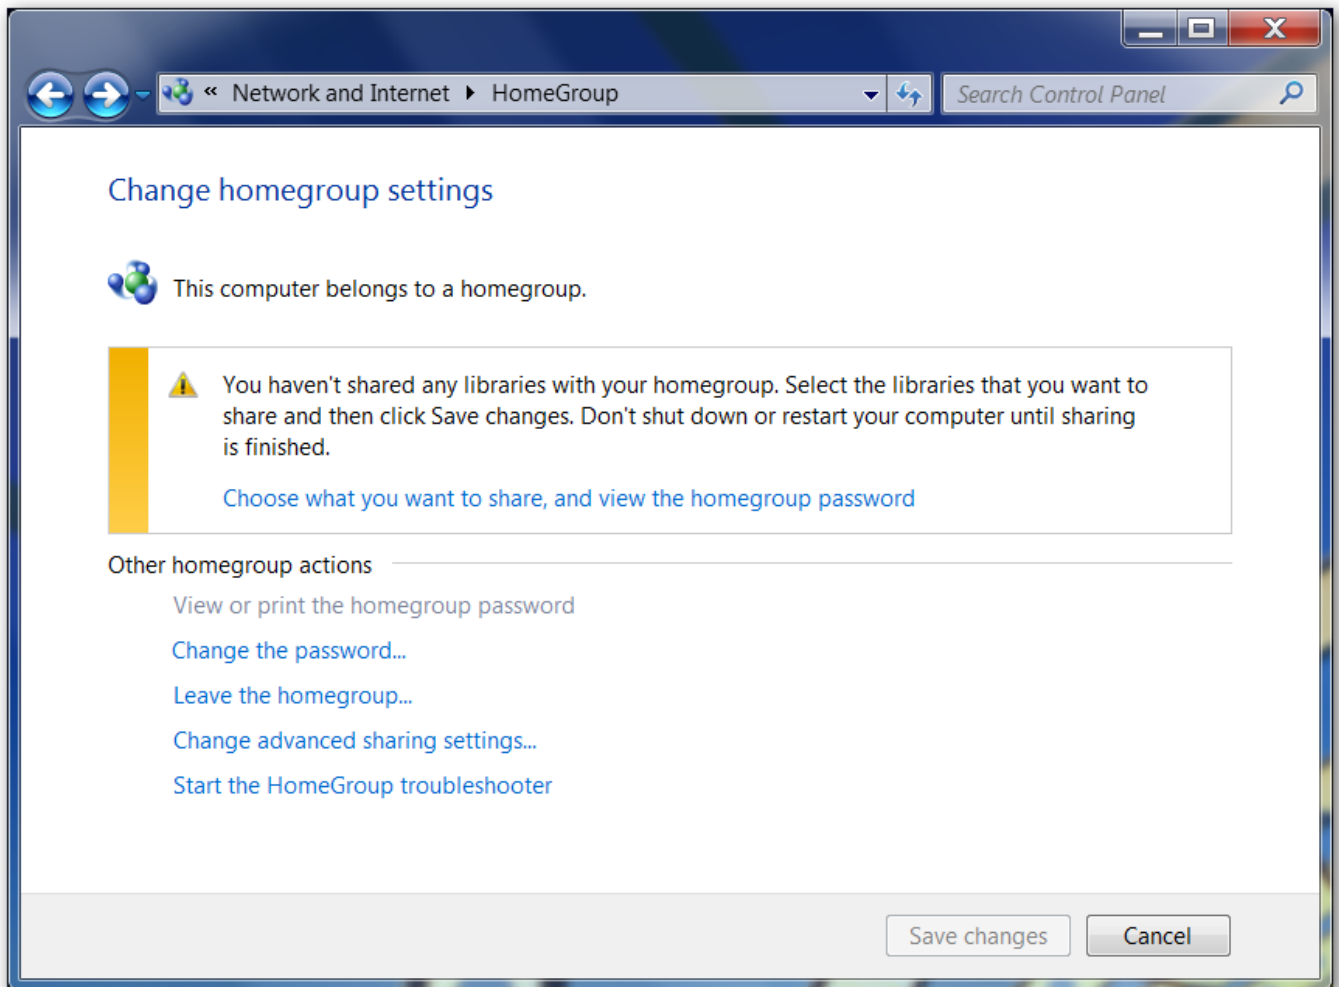 « Network and Internet ▸ HomeGroup
Search Control Panel
Change homegroup settings
This computer belongs to a homegroup.
You haven't shared any libraries with your homegroup. Select the libraries that you want to
share and then click Save changes. Don't shut down or restart your computer until sharing
is finished.
Choose what you want to share, and view the homegroup password
Other homegroup actions
View or print the homegroup password
Change the password...
Leave the homegroup...
Change advanced sharing settings...
Start the HomeGroup troubleshooter
Save changes
Cancel